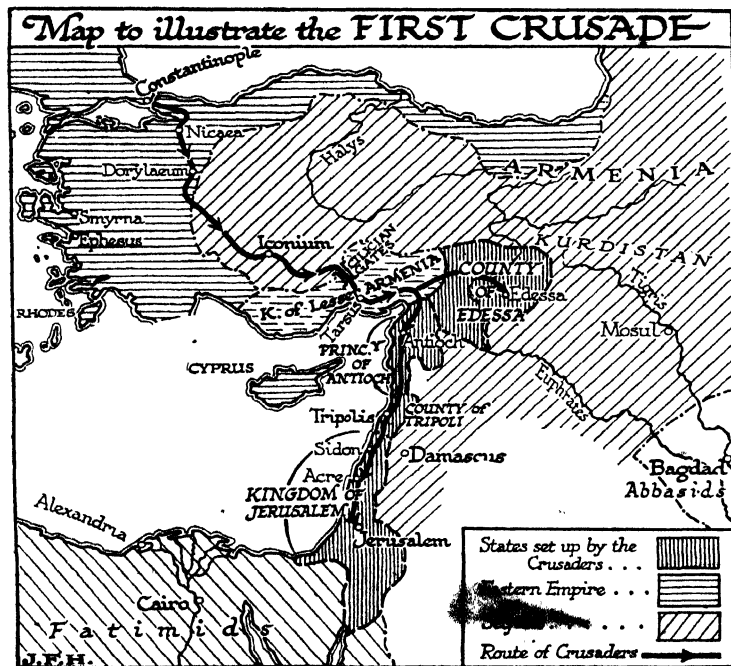 Map to illustrate the FIRST CRUSADE
Constantinople
Nicaea
Dorylaeum
Halys
ARMENIA
Smyrna
Ephesus
Iconium
CILICIAN
GATES
KURDISTAN
K. of Lesser ARMENIA
COUNTY
OF
EDESSA
Edessa
Tigris
RHODES
Tarsus
Mosul
Antioch
PRINC.Y
OF
ANTIOCH
CYPRUS
Euphrates
Tripolis
COUNTY of
TRIPOLI
Sidon
Damascus
Acre
Bagdad
Abbasids
KINGDOM OF
JERUSALEM
Alexandria
Jerusalem
Cairo
Fatimids
J.F.H.
States set up by the
Crusaders . . .
Eastern Empire . . .
. . .
Route of Crusaders